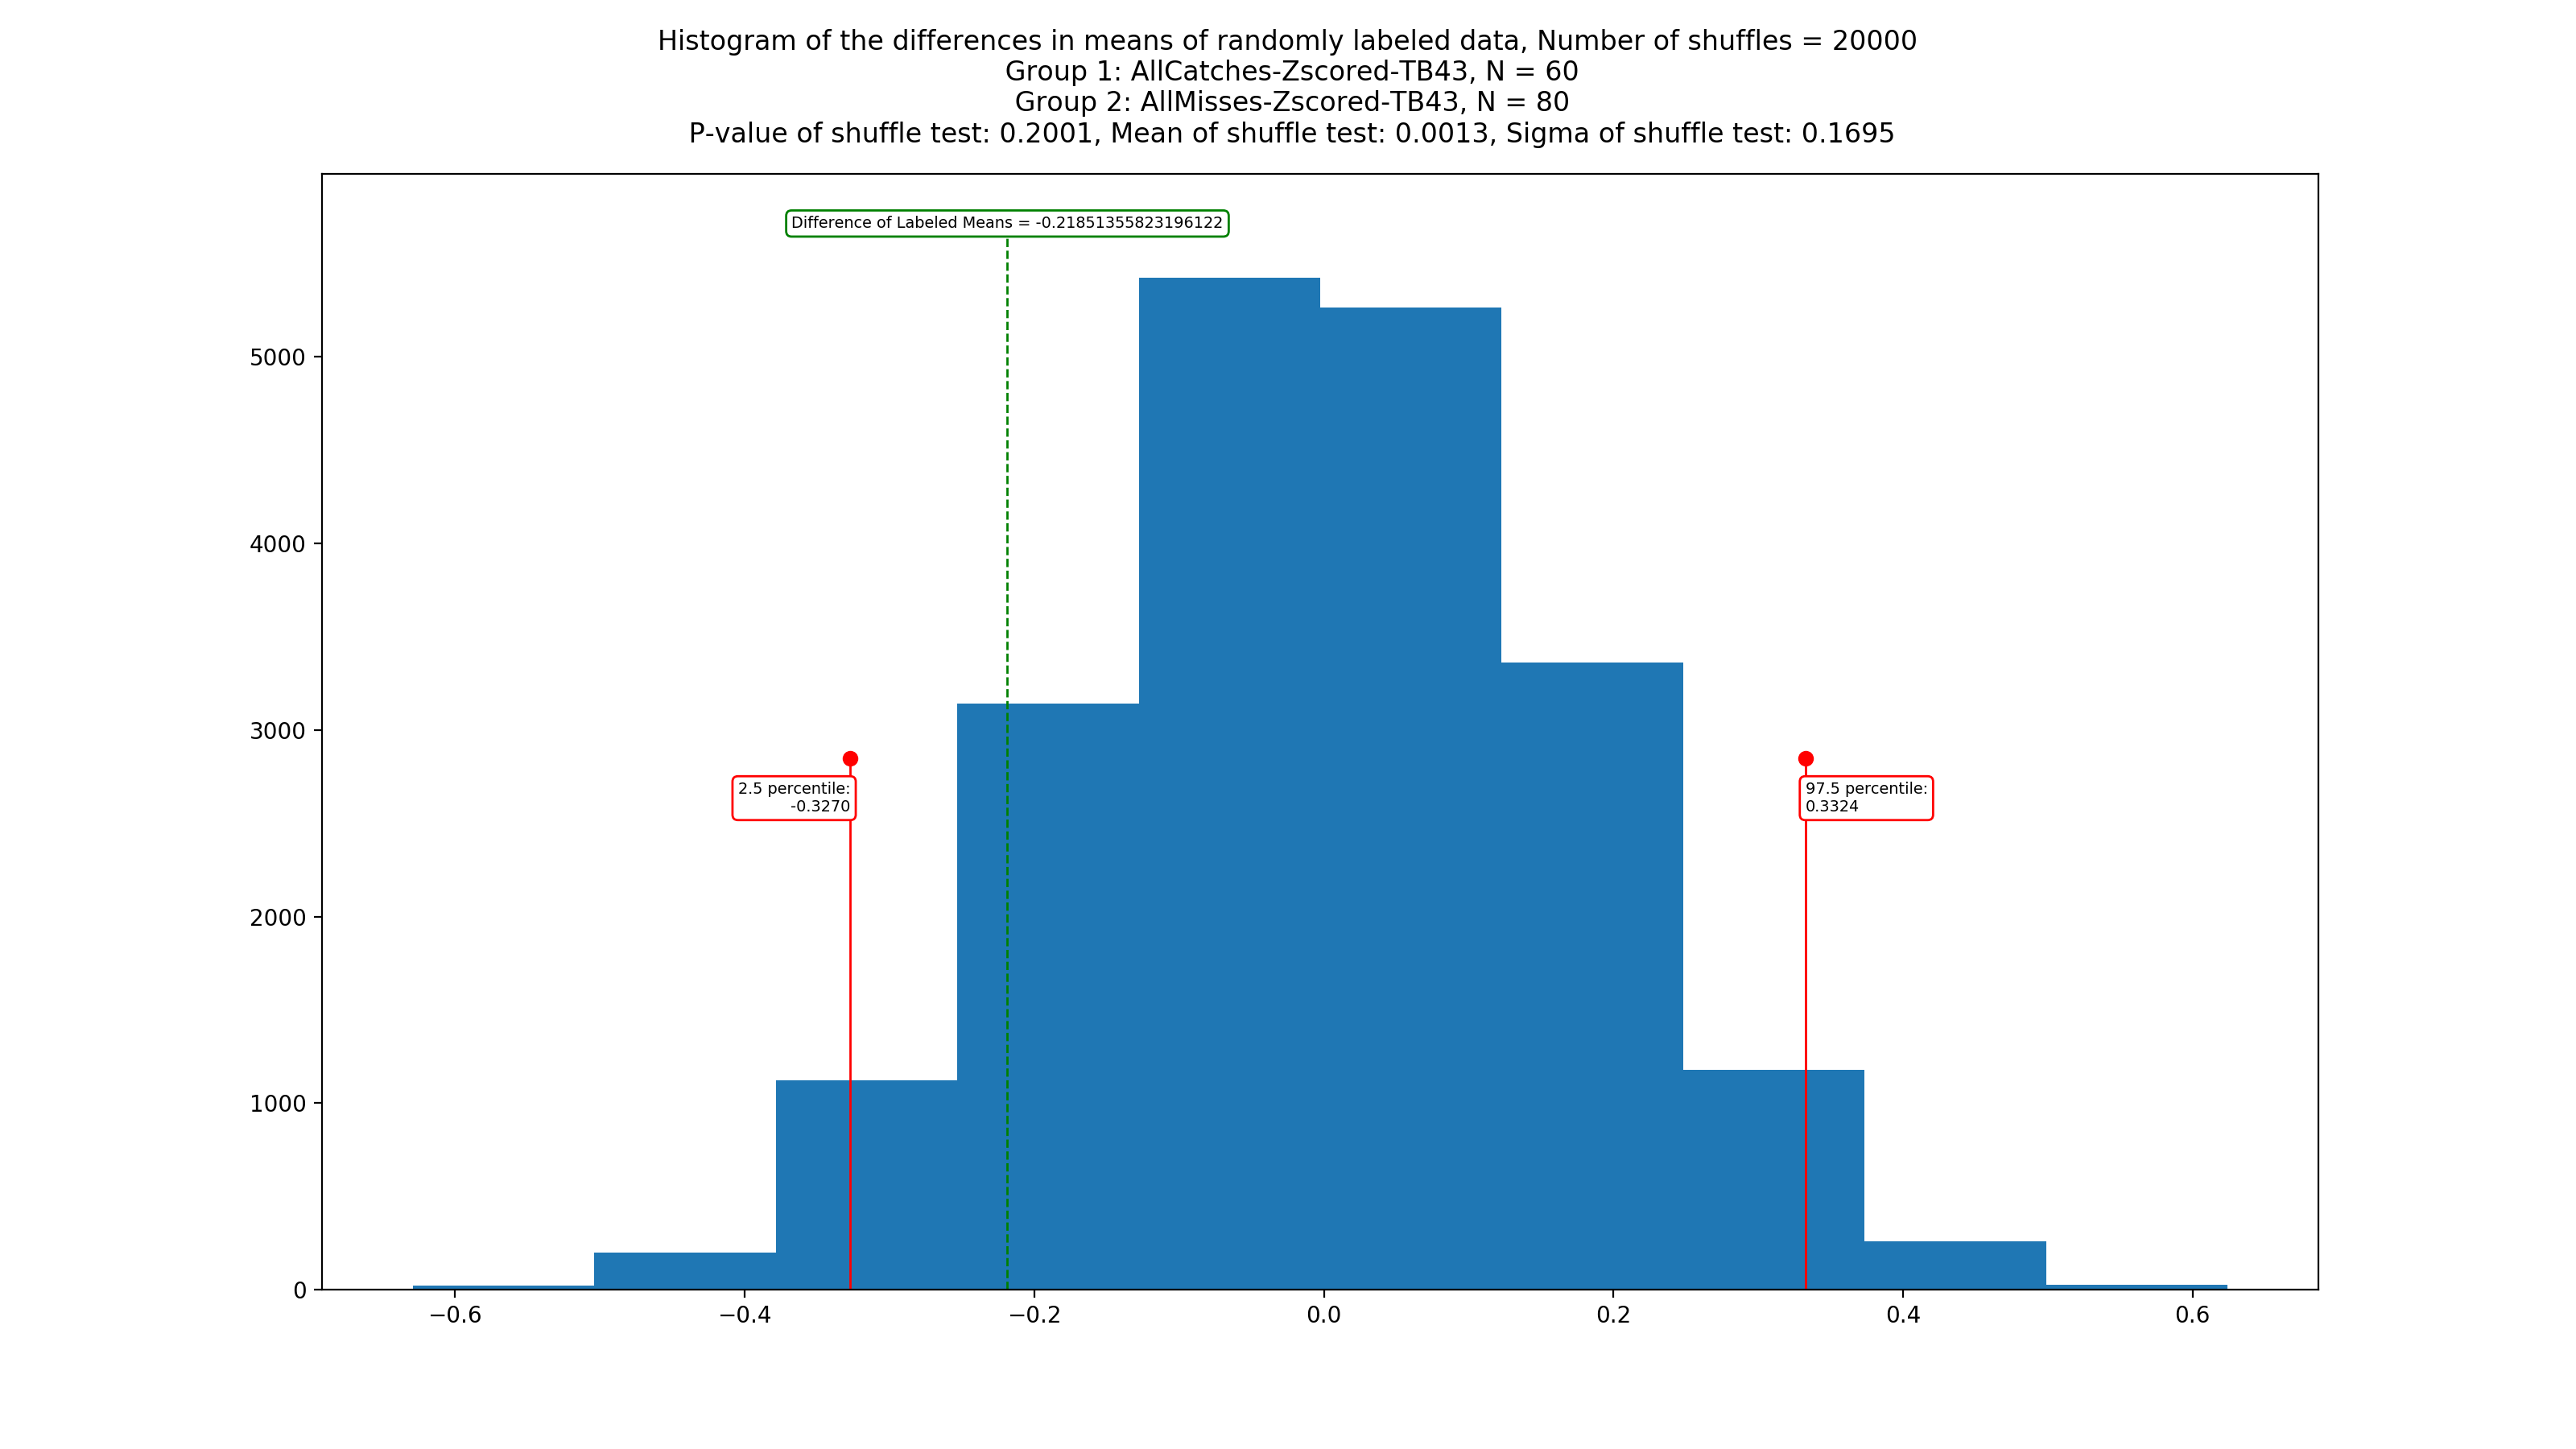 Histogram of the differences in means of randomly labeled data, Number of shuffles = 20000
Group 1: AllCatches-Zscored-TB43, N = 60
Group 2: AllMisses-Zscored-TB43, N = 80
P-value of shuffle test: 0.2001, Mean of shuffle test: 0.0013, Sigma of shuffle test: 0.1695
Difference of Labeled Means = -0.21851355823196122
5000
4000
3000
2.5 percentile:
-0.3270
97.5 percentile:
0.3324
2000
1000
0
−0.6
−0.4
−0.2
0.0
0.2
0.4
0.6